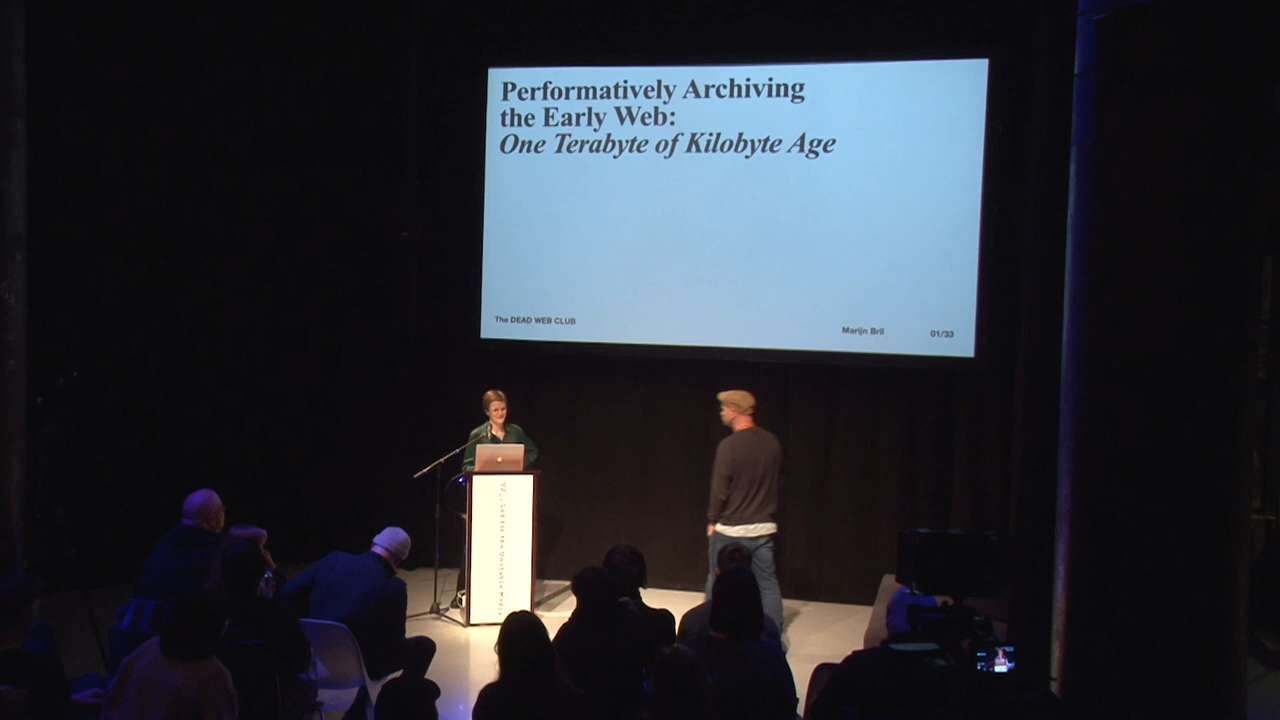 Performatively Archiving
the Early Web:
One Terabyte of Kilobyte Age
The DEAD WEB CLUB
Marijn Bril
01/33